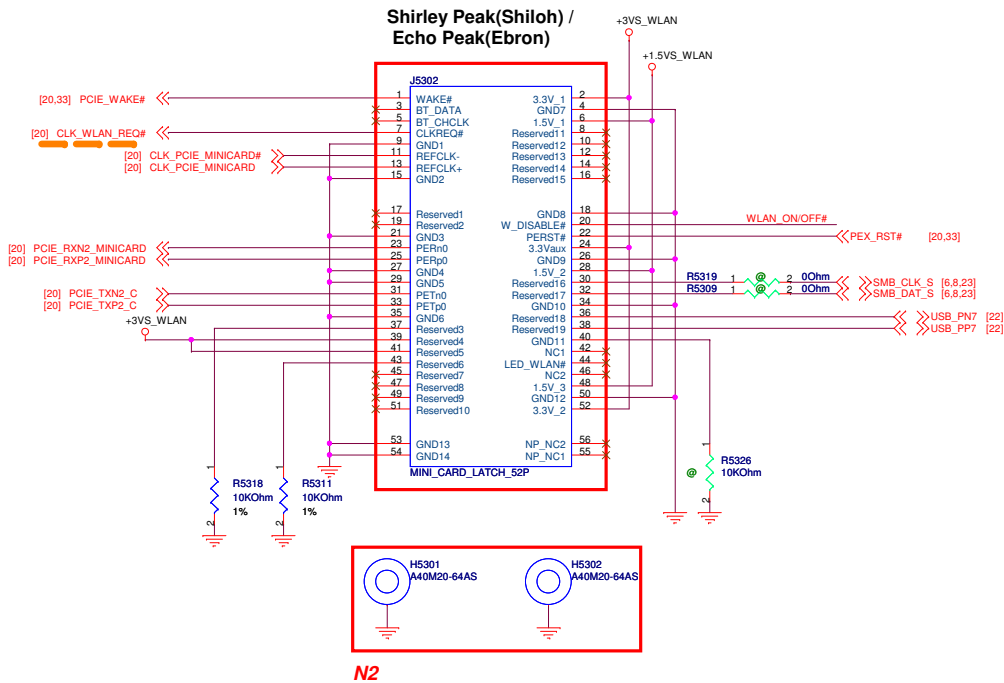 Shirley Peak(Shiloh) /
Echo Peak(Ebron)
+3VS_WLAN
+1.5VS_WLAN
J5302
[20,33] PCIE_WAKE# 1 WAKE# 3.3V_1 2
3 BT_DATA GND7 4
5 BT_CHCLK 1.5V_1 6
[20] CLK_WLAN_REQ# 7 CLKREQ# Reserved11 8
9 GND1 Reserved12 10
[20] CLK_PCIE_MINICARD# 11 REFCLK- Reserved13 12
[20] CLK_PCIE_MINICARD 13 REFCLK+ Reserved14 14
15 GND2 Reserved15 16
17 Reserved1 GND8 18
19 Reserved2 W_DISABLE# 20 WLAN_ON/OFF#
21 GND3 PERST# 22 PEX_RST# [20,33]
[20] PCIE_RXN2_MINICARD 23 PERn0 3.3Vaux 24
[20] PCIE_RXP2_MINICARD 25 PERp0 GND9 26
27 GND4 1.5V_2 28
29 GND5 Reserved16 30 R5319 1 @ 2 0Ohm SMB_CLK_S [6,8,23]
[20] PCIE_TXN2_C 31 PETn0 Reserved17 32 R5309 1 @ 2 0Ohm SMB_DAT_S [6,8,23]
[20] PCIE_TXP2_C 33 PETp0 GND10 34
35 GND6 Reserved18 36 USB_PN7 [22]
+3VS_WLAN
37 Reserved3 Reserved19 38 USB_PP7 [22]
39 Reserved4 GND11 40
41 Reserved5 NC1 42
43 Reserved6 LED_WLAN# 44
45 Reserved7 NC2 46
47 Reserved8 1.5V_3 48
49 Reserved9 GND12 50
51 Reserved10 3.3V_2 52
53 GND13 NP_NC2 56
54 GND14 NP_NC1 55
MINI_CARD_LATCH_52P
1 R5318 10KOhm 1% 2
1 R5311 10KOhm 1% 2
1 @ R5326 10KOhm 2
H5301
A40M20-64AS
H5302
A40M20-64AS
N2